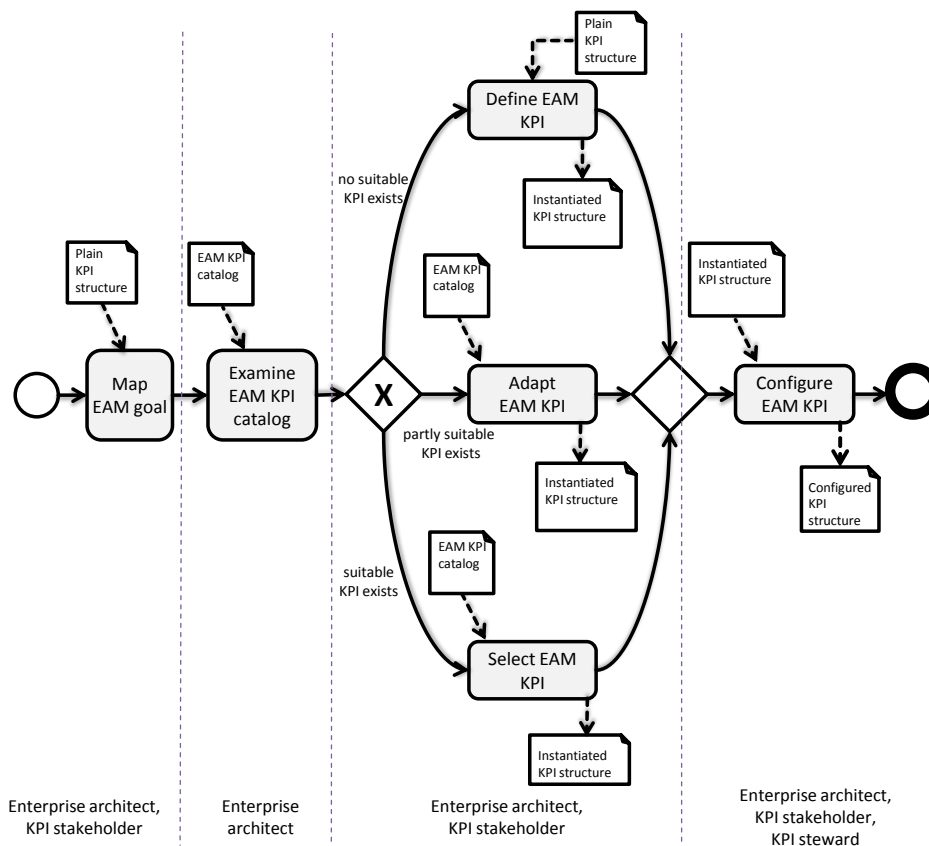 Plain
KPI
structure
Define EAM
KPI
no suitable
KPI exists
Instantiated
KPI structure
Plain
KPI
structure
EAM KPI
catalog
EAM KPI
catalog
Instantiated
KPI structure
Map
EAM goal
Examine
EAM KPI
catalog
X
Adapt
EAM KPI
Configure
EAM KPI
partly suitable
KPI exists
Instantiated
KPI structure
Configured
KPI
structure
suitable
KPI exists
EAM KPI
catalog
Select EAM
KPI
Instantiated
KPI structure
Enterprise architect,
KPI stakeholder
Enterprise
architect
Enterprise architect,
KPI stakeholder
Enterprise architect,
KPI stakeholder,
KPI steward